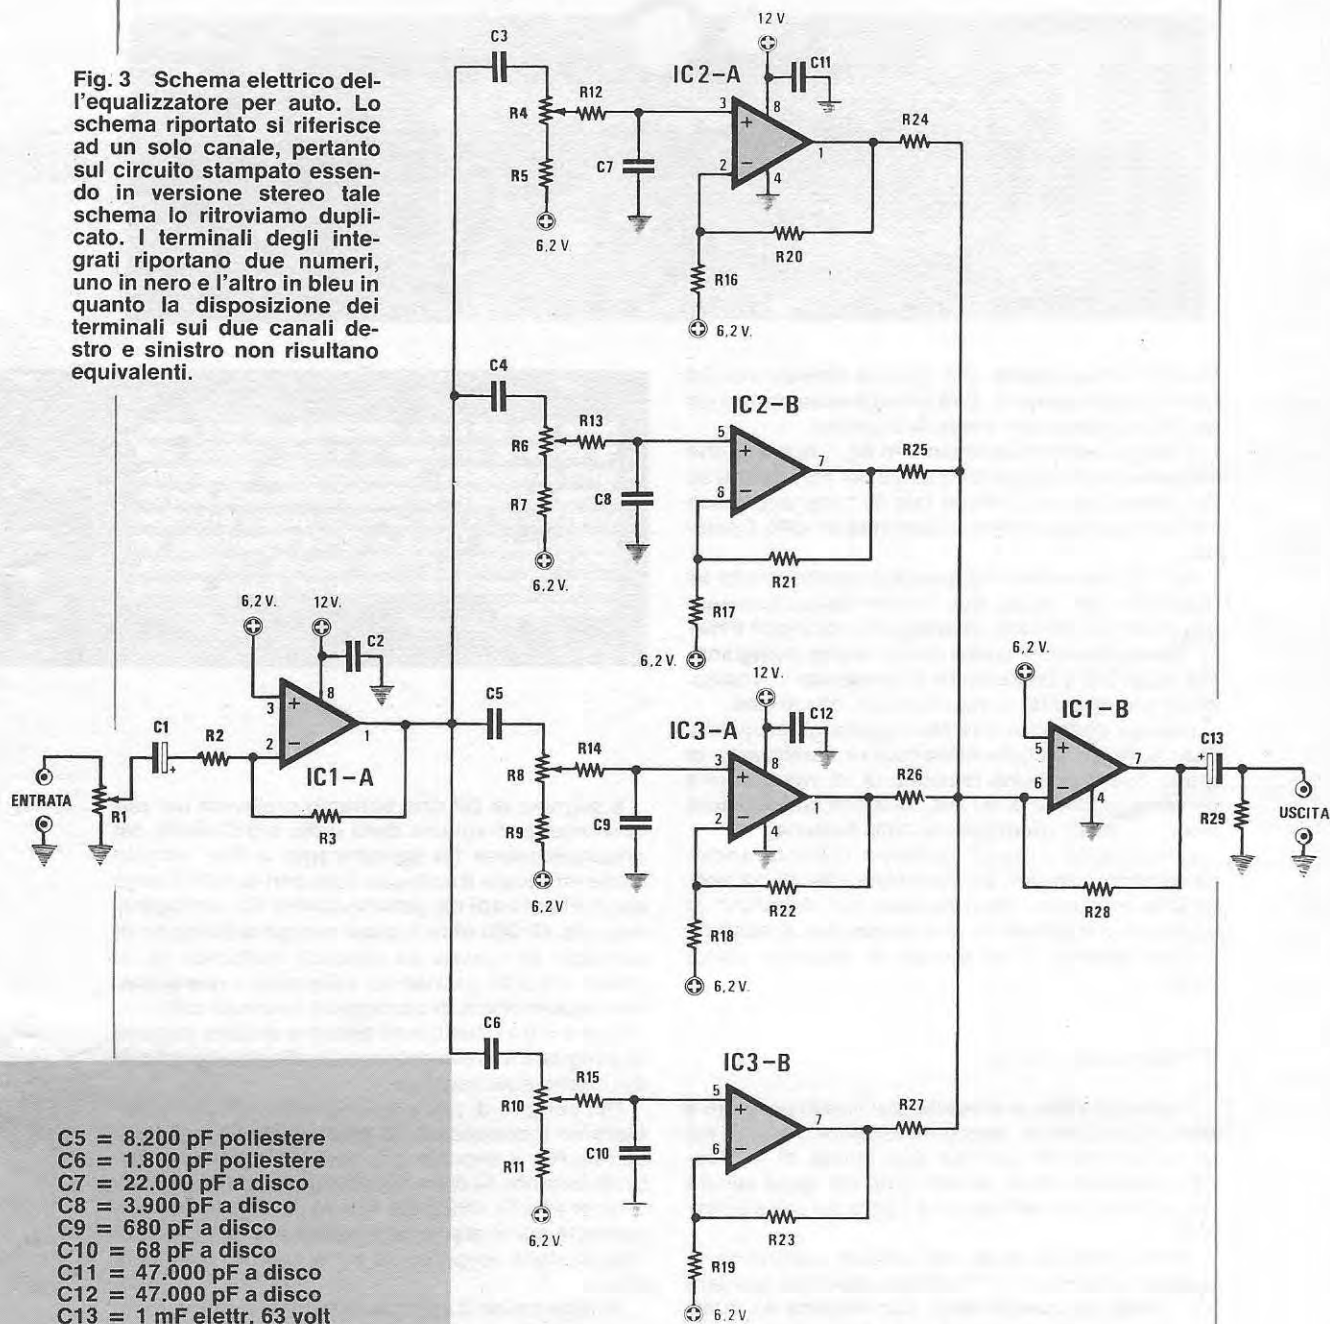 Fig. 3 Schema elettrico del-
l'equalizzatore per auto. Lo
schema riportato si riferisce
ad un solo canale, pertanto
sul circuito stampato essen-
do in versione stereo tale
schema lo ritroviamo dupli-
cato. I terminali degli inte-
grati riportano due numeri,
uno in nero e l'altro in bleu in
quanto la disposizione dei
terminali sui due canali de-
stro e sinistro non risultano
equivalenti.
12 V.
C3
IC2-A
C11
R4
R12
3
8
R24
+
−
1
R5
C7
2
4
6,2 V.
R20
R16
6,2 V.
C4
IC2-B
R6
R13
5
R25
+
−
7
R7
C8
6
6,2 V.
R21
R17
6,2 V.
6,2 V.
12 V.
C2
8
3
+
−
1
2
C1
+
R2
IC1-A
R3
ENTRATA
R1
C5
12 V.
IC3-A
C12
R8
R14
3
8
R26
+
−
1
R9
C9
2
4
6,2 V.
R22
R18
6,2 V.
6,2 V.
IC1-B
5
+
−
7
6
4
C13
+
R29
USCITA
R28
C6
IC3-B
R10
R15
5
R27
+
−
7
R11
C10
6
6,2 V.
R23
R19
6,2 V.
C5 = 8.200 pF poliestere
C6 = 1.800 pF poliestere
C7 = 22.000 pF a disco
C8 = 3.900 pF a disco
C9 = 680 pF a disco
C10 = 68 pF a disco
C11 = 47.000 pF a disco
C12 = 47.000 pF a disco
C13 = 1 mF elettr. 63 volt